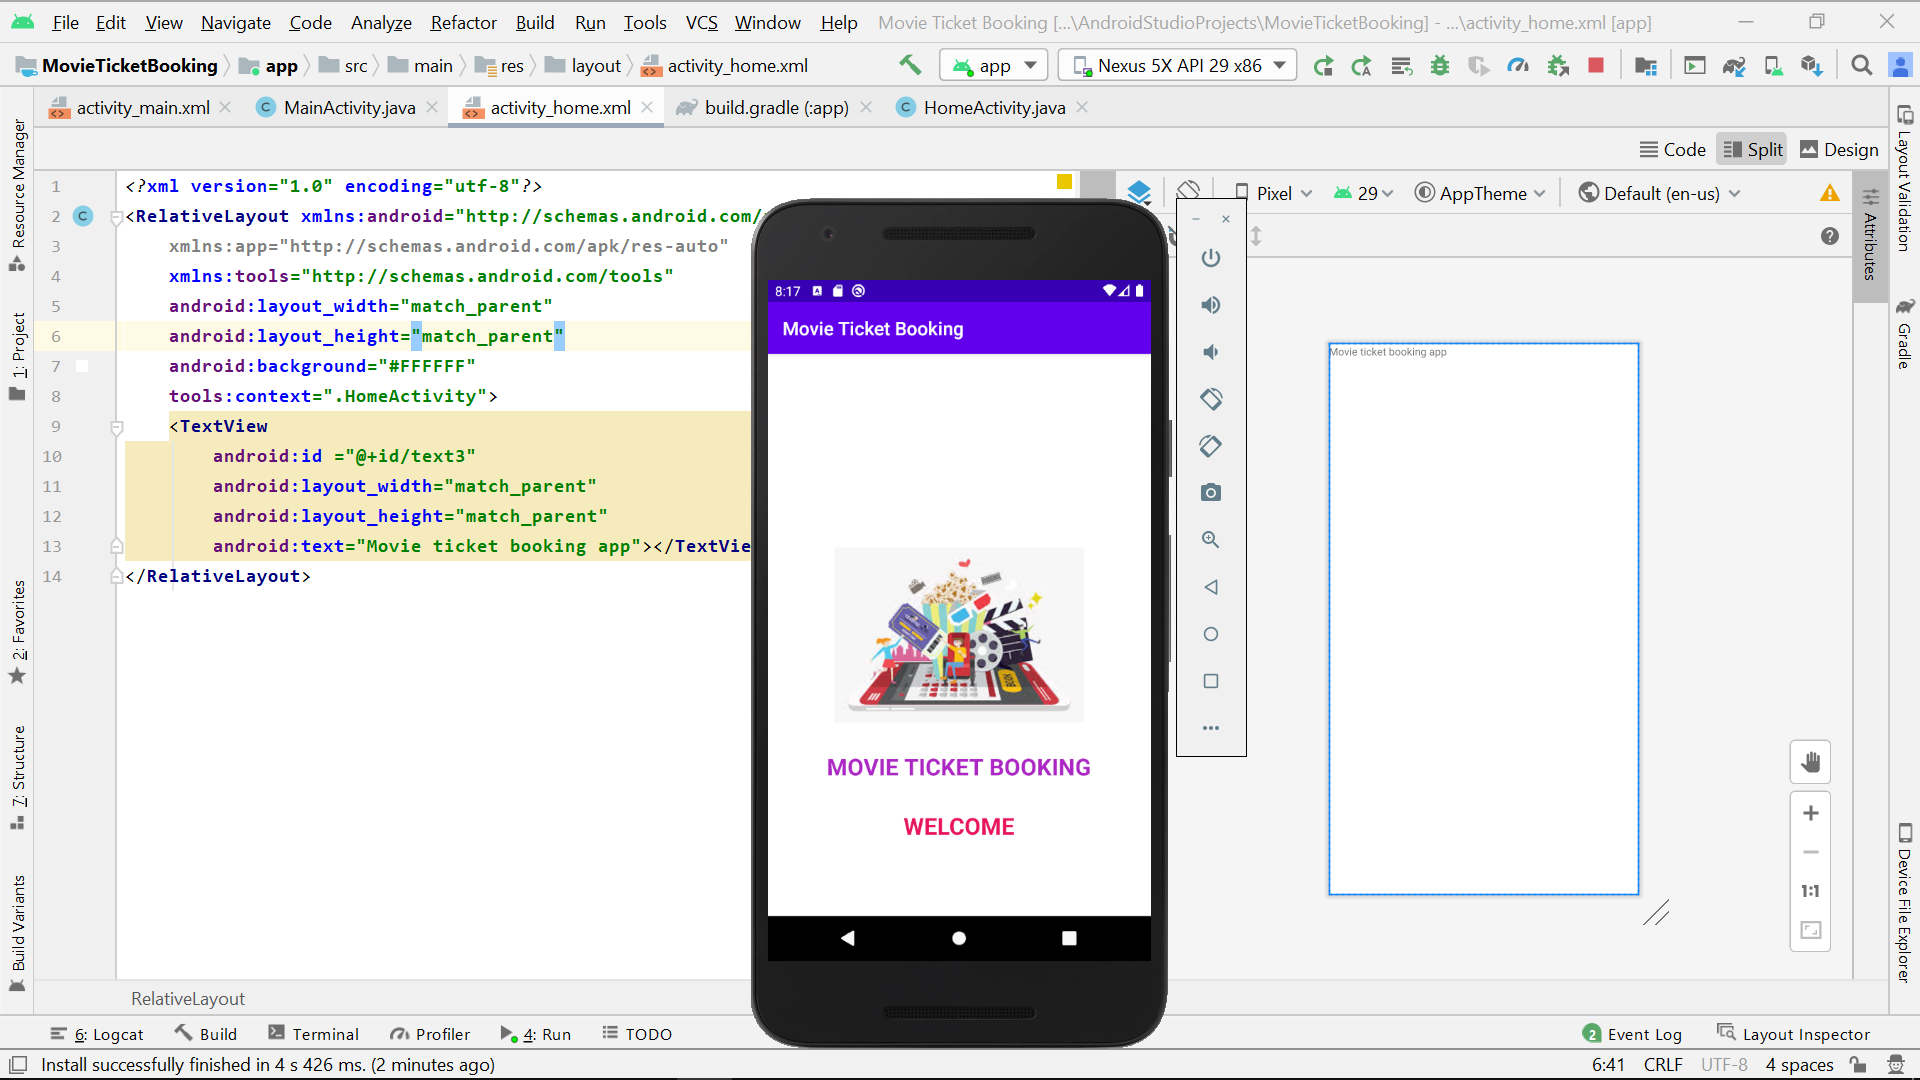 File Edit View Navigate Code Analyze Refactor Build Run Tools VCS Window Help Movie Ticket Booking [...\AndroidStudioProjects\MovieTicketBooking] - ...\activity_home.xml [app]
MovieTicketBooking app src main res layout activity_home.xml app Nexus 5X API 29 x86
activity_main.xml MainActivity.java activity_home.xml build.gradle (:app) HomeActivity.java
Code Split Design
Pixel 29 AppTheme Default (en-us)
1 <?xml version="1.0" encoding="utf-8"?>
2 <RelativeLayout xmlns:android="http://schemas.android.com/
3 xmlns:app="http://schemas.android.com/apk/res-auto"
4 xmlns:tools="http://schemas.android.com/tools"
5 android:layout_width="match_parent"
6 android:layout_height="match_parent"
7 android:background="#FFFFFF"
8 tools:context=".HomeActivity">
9 <TextView
10 android:id ="@+id/text3"
11 android:layout_width="match_parent"
12 android:layout_height="match_parent"
13 android:text="Movie ticket booking app"></TextVie
14 </RelativeLayout>
Resource Manager
1: Project
2: Favorites
7: Structure
Build Variants
8:17
Movie Ticket Booking
BOOK
MOVIE TICKET BOOKING
WELCOME
Movie ticket booking app
1:1
Layout Validation
Attributes
Gradle
Device File Explorer
RelativeLayout
6: Logcat Build Terminal Profiler 4: Run TODO 2 Event Log Layout Inspector
Install successfully finished in 4 s 426 ms. (2 minutes ago) 6:41 CRLF UTF-8 4 spaces